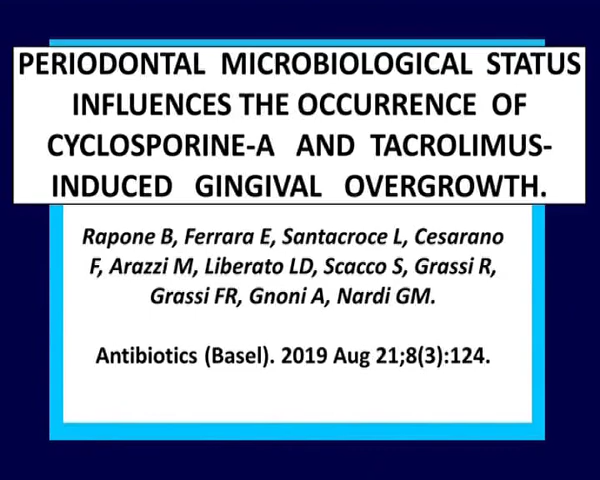 PERIODONTAL MICROBIOLOGICAL STATUS
INFLUENCES THE OCCURRENCE OF
CYCLOSPORINE-A AND TACROLIMUS-
INDUCED GINGIVAL OVERGROWTH.
Rapone B, Ferrara E, Santacroce L, Cesarano
F, Arazzi M, Liberato LD, Scacco S, Grassi R,
Grassi FR, Gnoni A, Nardi GM.
Antibiotics (Basel). 2019 Aug 21;8(3):124.